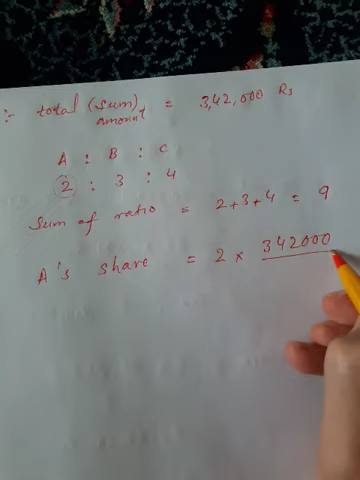 :- total (sum) = 3,42,000 Rs
amount
A : B : C
2 : 3 : 4
Sum of ratio = 2+3+4 = 9
A's share = 2 × 342000